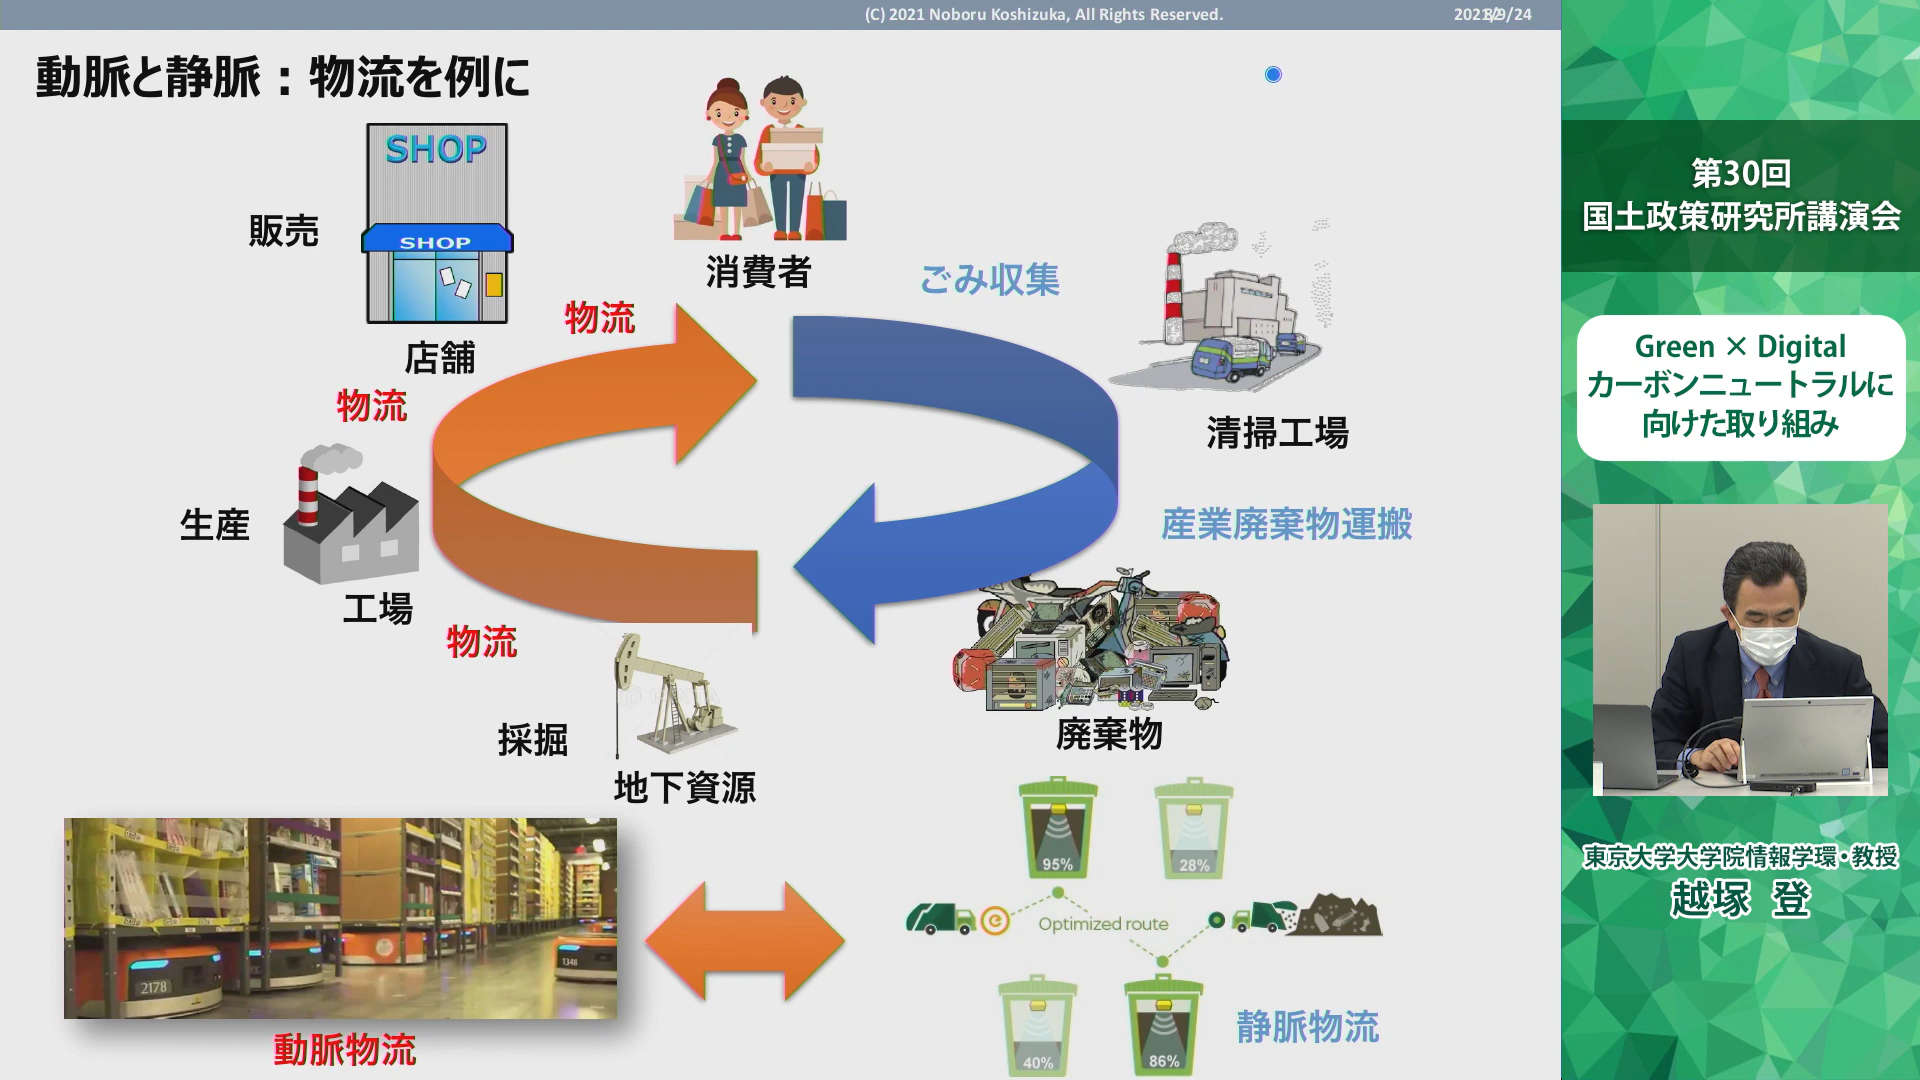 (C) 2021 Noboru Koshizuka, All Rights Reserved.
動脈と静脈：物流を例に
SHOP
販売
SHOP
店舗
消費者
ごみ収集
物流
物流
清掃工場
生産
工場
産業廃棄物運搬
物流
採掘
地下資源
廃棄物
95%
28%
Optimized route
2178
1348
40%
86%
動脈物流
静脈物流
第30回
国土政策研究所講演会
Green × Digital
カーボンニュートラルに
向けた取り組み
東京大学大学院情報学環・教授
越塚 登